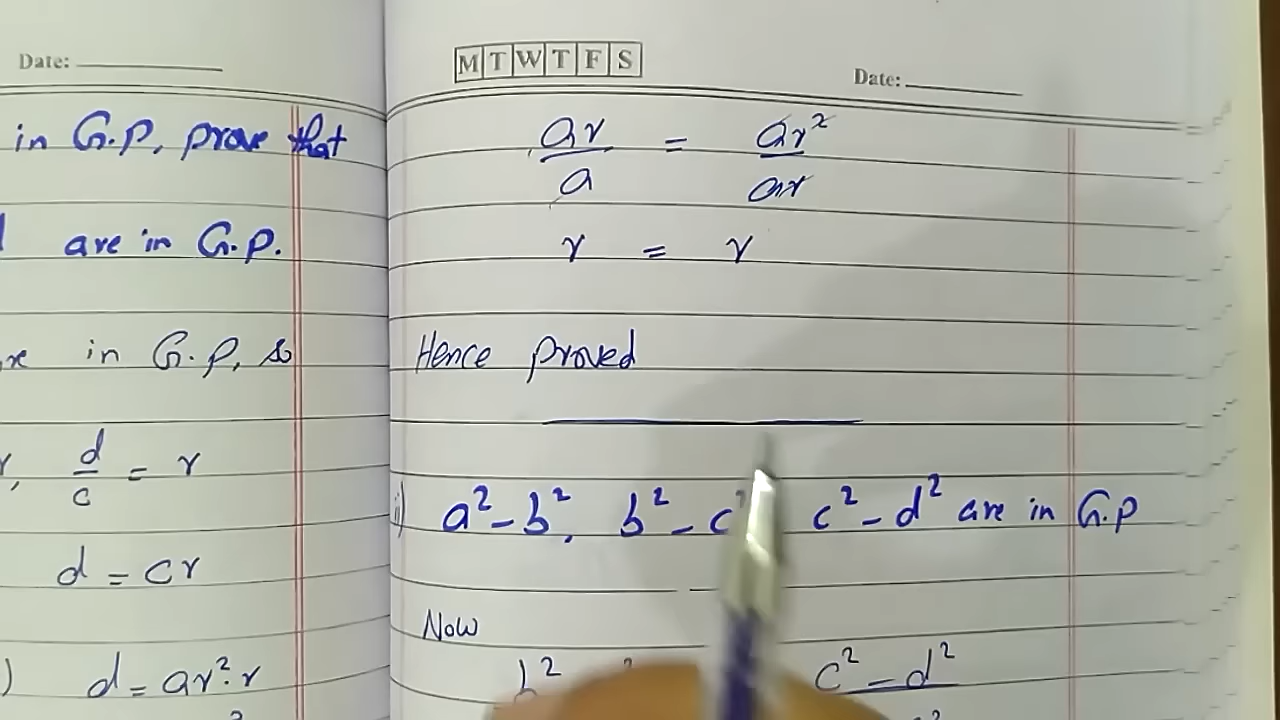 Date:
in G.P, prove that
are in G.P.
in G.P, so
d/c = r
d = cr
d = ar².r
M T W T F S
Date:
ar/a = ar²/ar
r = r
Hence proved
ii) a² - b², b² - c² c² - d² are in G.P
Now
b² c² - d²